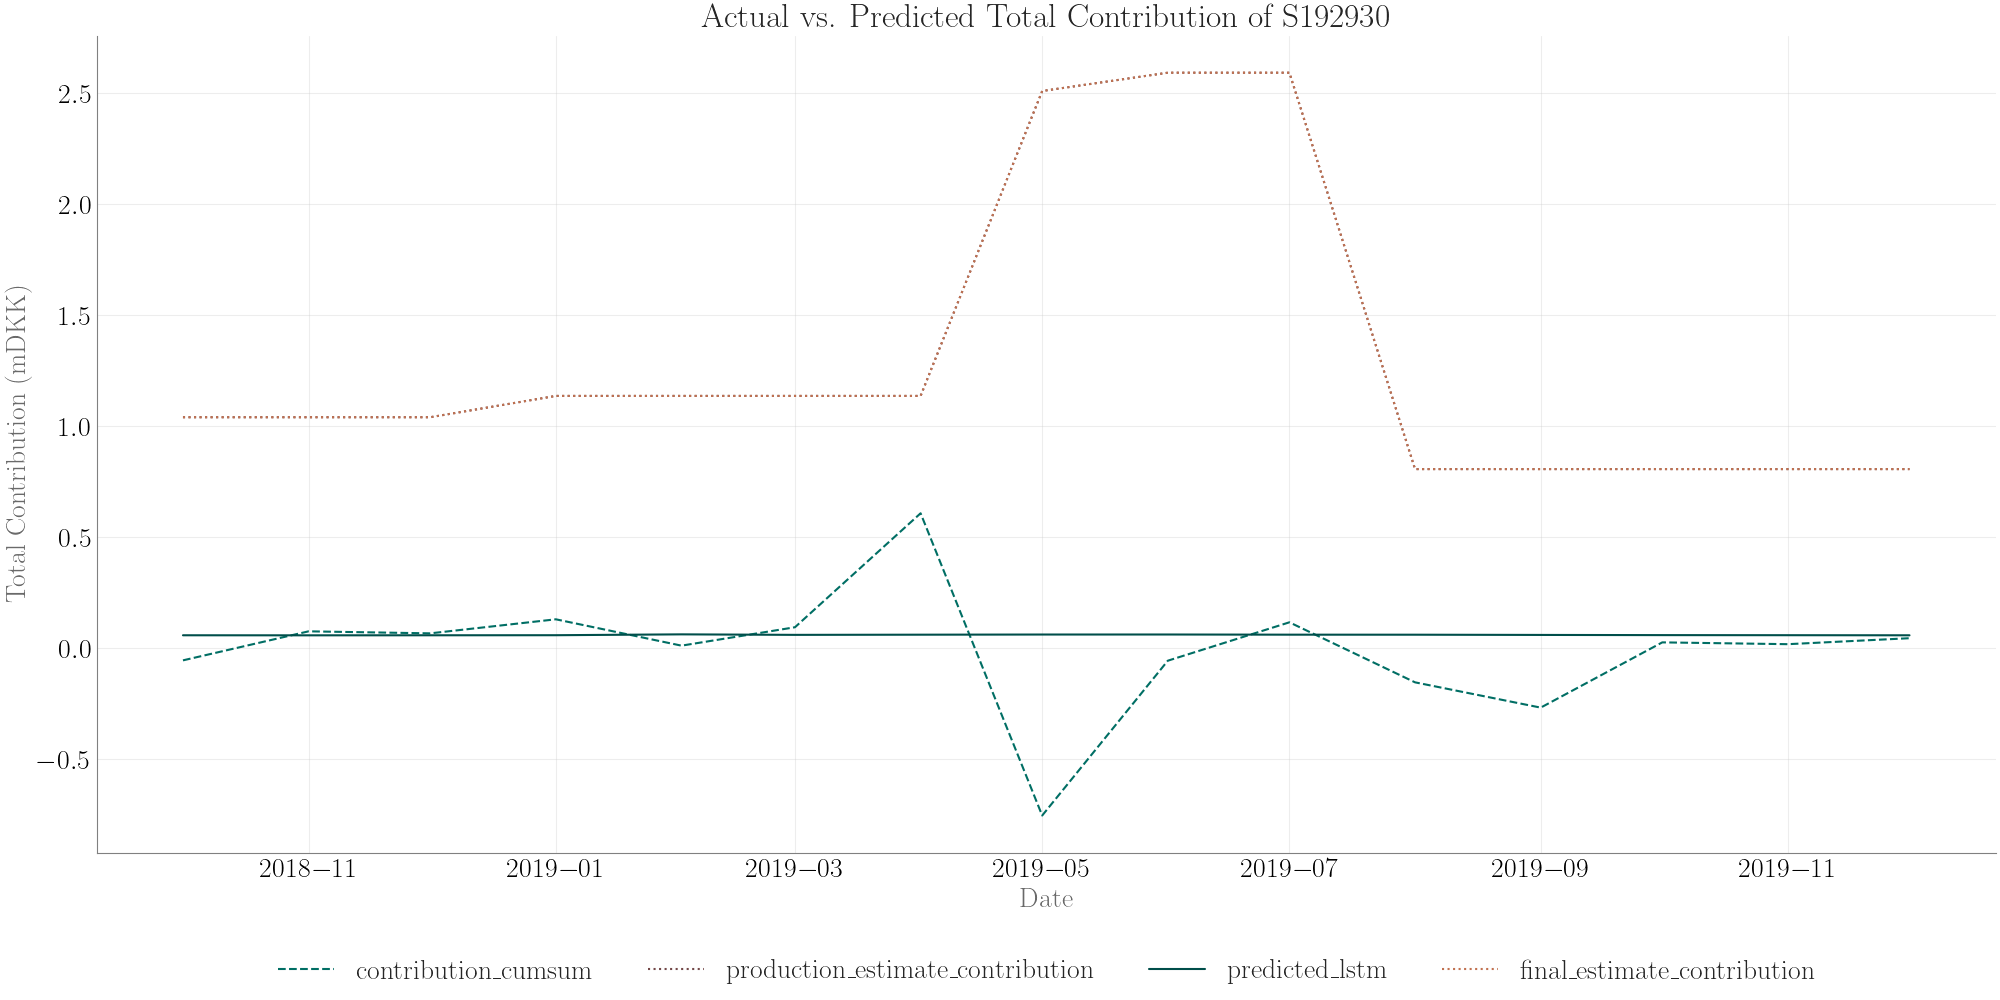 Actual vs. Predicted Total Contribution of S192930
Total Contribution (mDKK)
2.5
2.0
1.5
1.0
0.5
0.0
−0.5
2018−11 2019−01 2019−03 2019−05 2019−07 2019−09 2019−11
Date
contribution_cumsum production_estimate_contribution predicted_lstm final_estimate_contribution